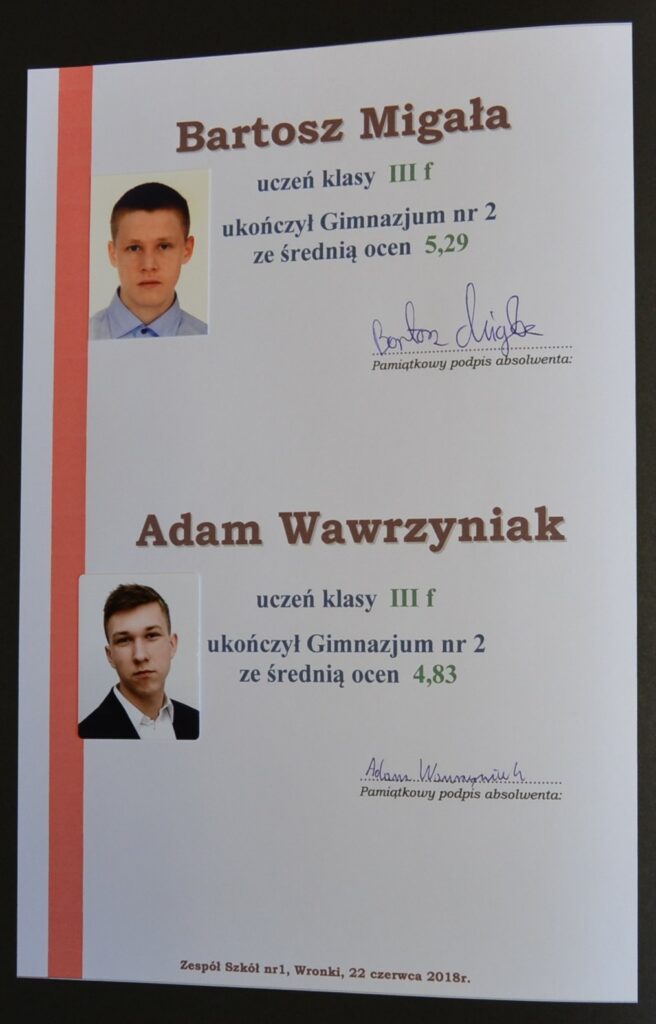 Bartosz Migała
uczeń klasy III f
ukończył Gimnazjum nr 2
ze średnią ocen 5,29
Bartosz Migała
Pamiątkowy podpis absolwenta:
Adam Wawrzyniak
uczeń klasy III f
ukończył Gimnazjum nr 2
ze średnią ocen 4,83
Adam Wawrzyniak
Pamiątkowy podpis absolwenta:
Zespół Szkół nr1, Wronki, 22 czerwca 2018r.